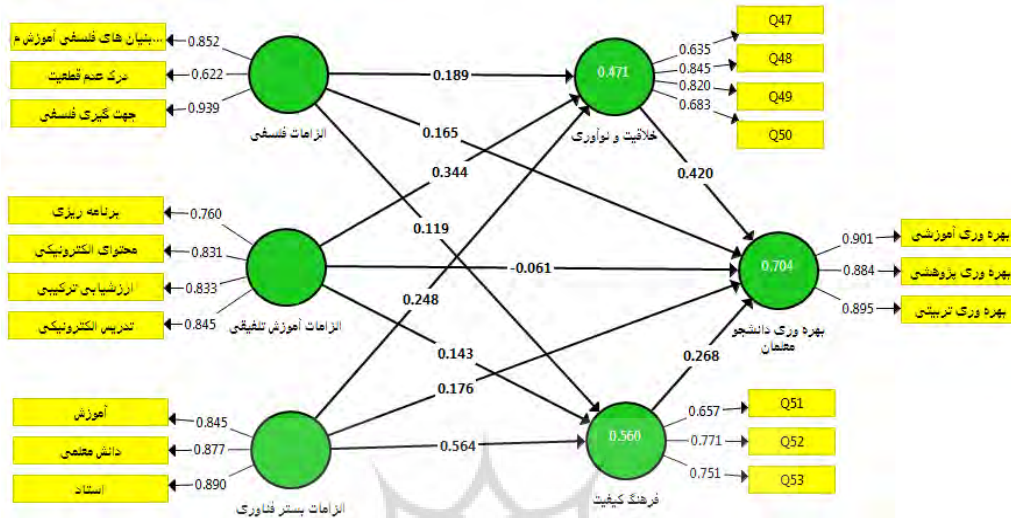 بنیان های فلسفی آموزش م...
0.852
درک عدم قطعیت
0.622
جهت گیری فلسفی
0.939
الزامات فلسفی
برنامه ریزی
0.760
محتوای الکترونیکی
0.831
ارزشیابی ترکیبی
0.833
تدریس الکترونیکی
0.845
الزامات آموزش تلفیقی
آموزش
0.845
دانش معلمی
0.877
استاد
0.890
الزامات بستر فناوری
0.189
0.165
0.344
0.119
-0.061
0.248
0.143
0.176
0.564
0.471
خلاقیت و نوآوری
Q47
0.635
Q48
0.845
Q49
0.820
Q50
0.683
0.420
0.268
0.704
بهره وری دانشجو
معلمان
0.901
بهره وری آموزشی
0.884
بهره وری پژوهشی
0.895
بهره وری تربیتی
0.560
فرهنگ کیفیت
0.657
Q51
0.771
Q52
0.751
Q53